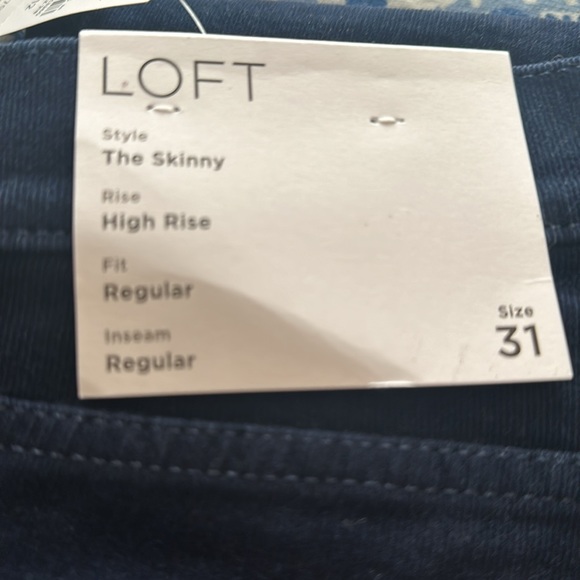 LOFT
Style
The Skinny
Rise
High Rise
Fit
Regular
Inseam
Regular
Size
31